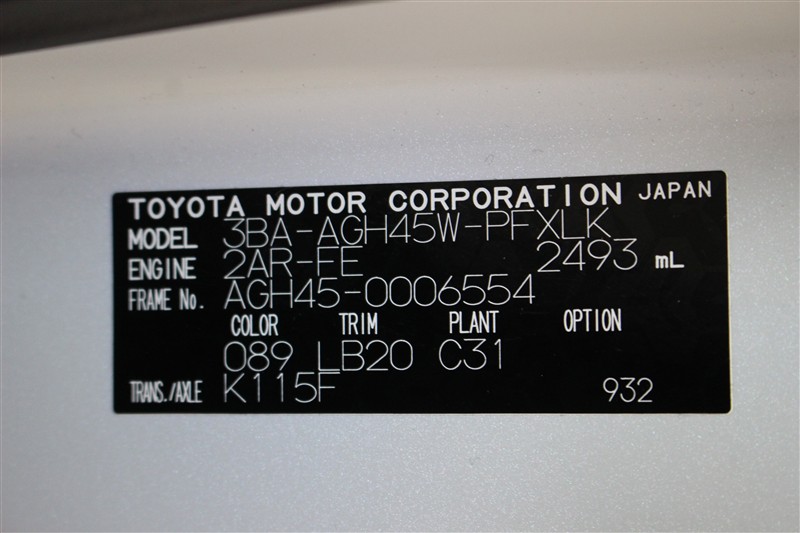 TOYOTA MOTOR CORPORATION JAPAN
MODEL 3BA-AGH45W-PFXLK
ENGINE 2AR-FE 2493 mL
FRAME No. AGH45-0006554
COLOR TRIM PLANT OPTION
089 LB20 C31
TRANS./AXLE K115F 932